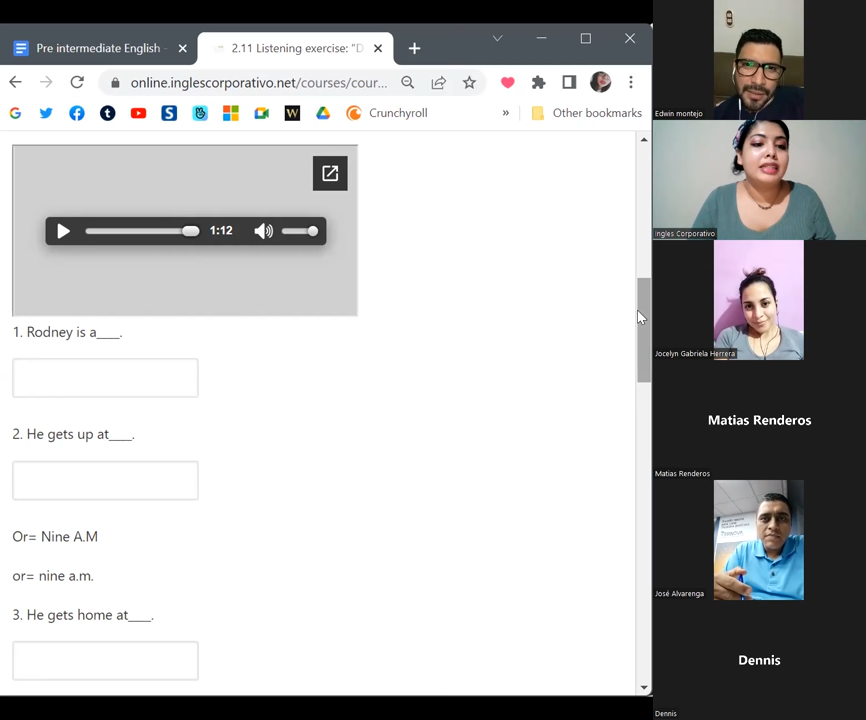 Pre intermediate English -
2.11 Listening exercise: "D
online.inglescorporativo.net/courses/cour...
Crunchyroll
»
Other bookmarks
1:12
1. Rodney is a____.
2. He gets up at____.
Or= Nine A.M
or= nine a.m.
3. He gets home at____.
Edwin montejo
Ingles Corporativo
Jocelyn Gabriela Herrera
Matias Renderos
Matias Renderos
José Alvarenga
Dennis
Dennis